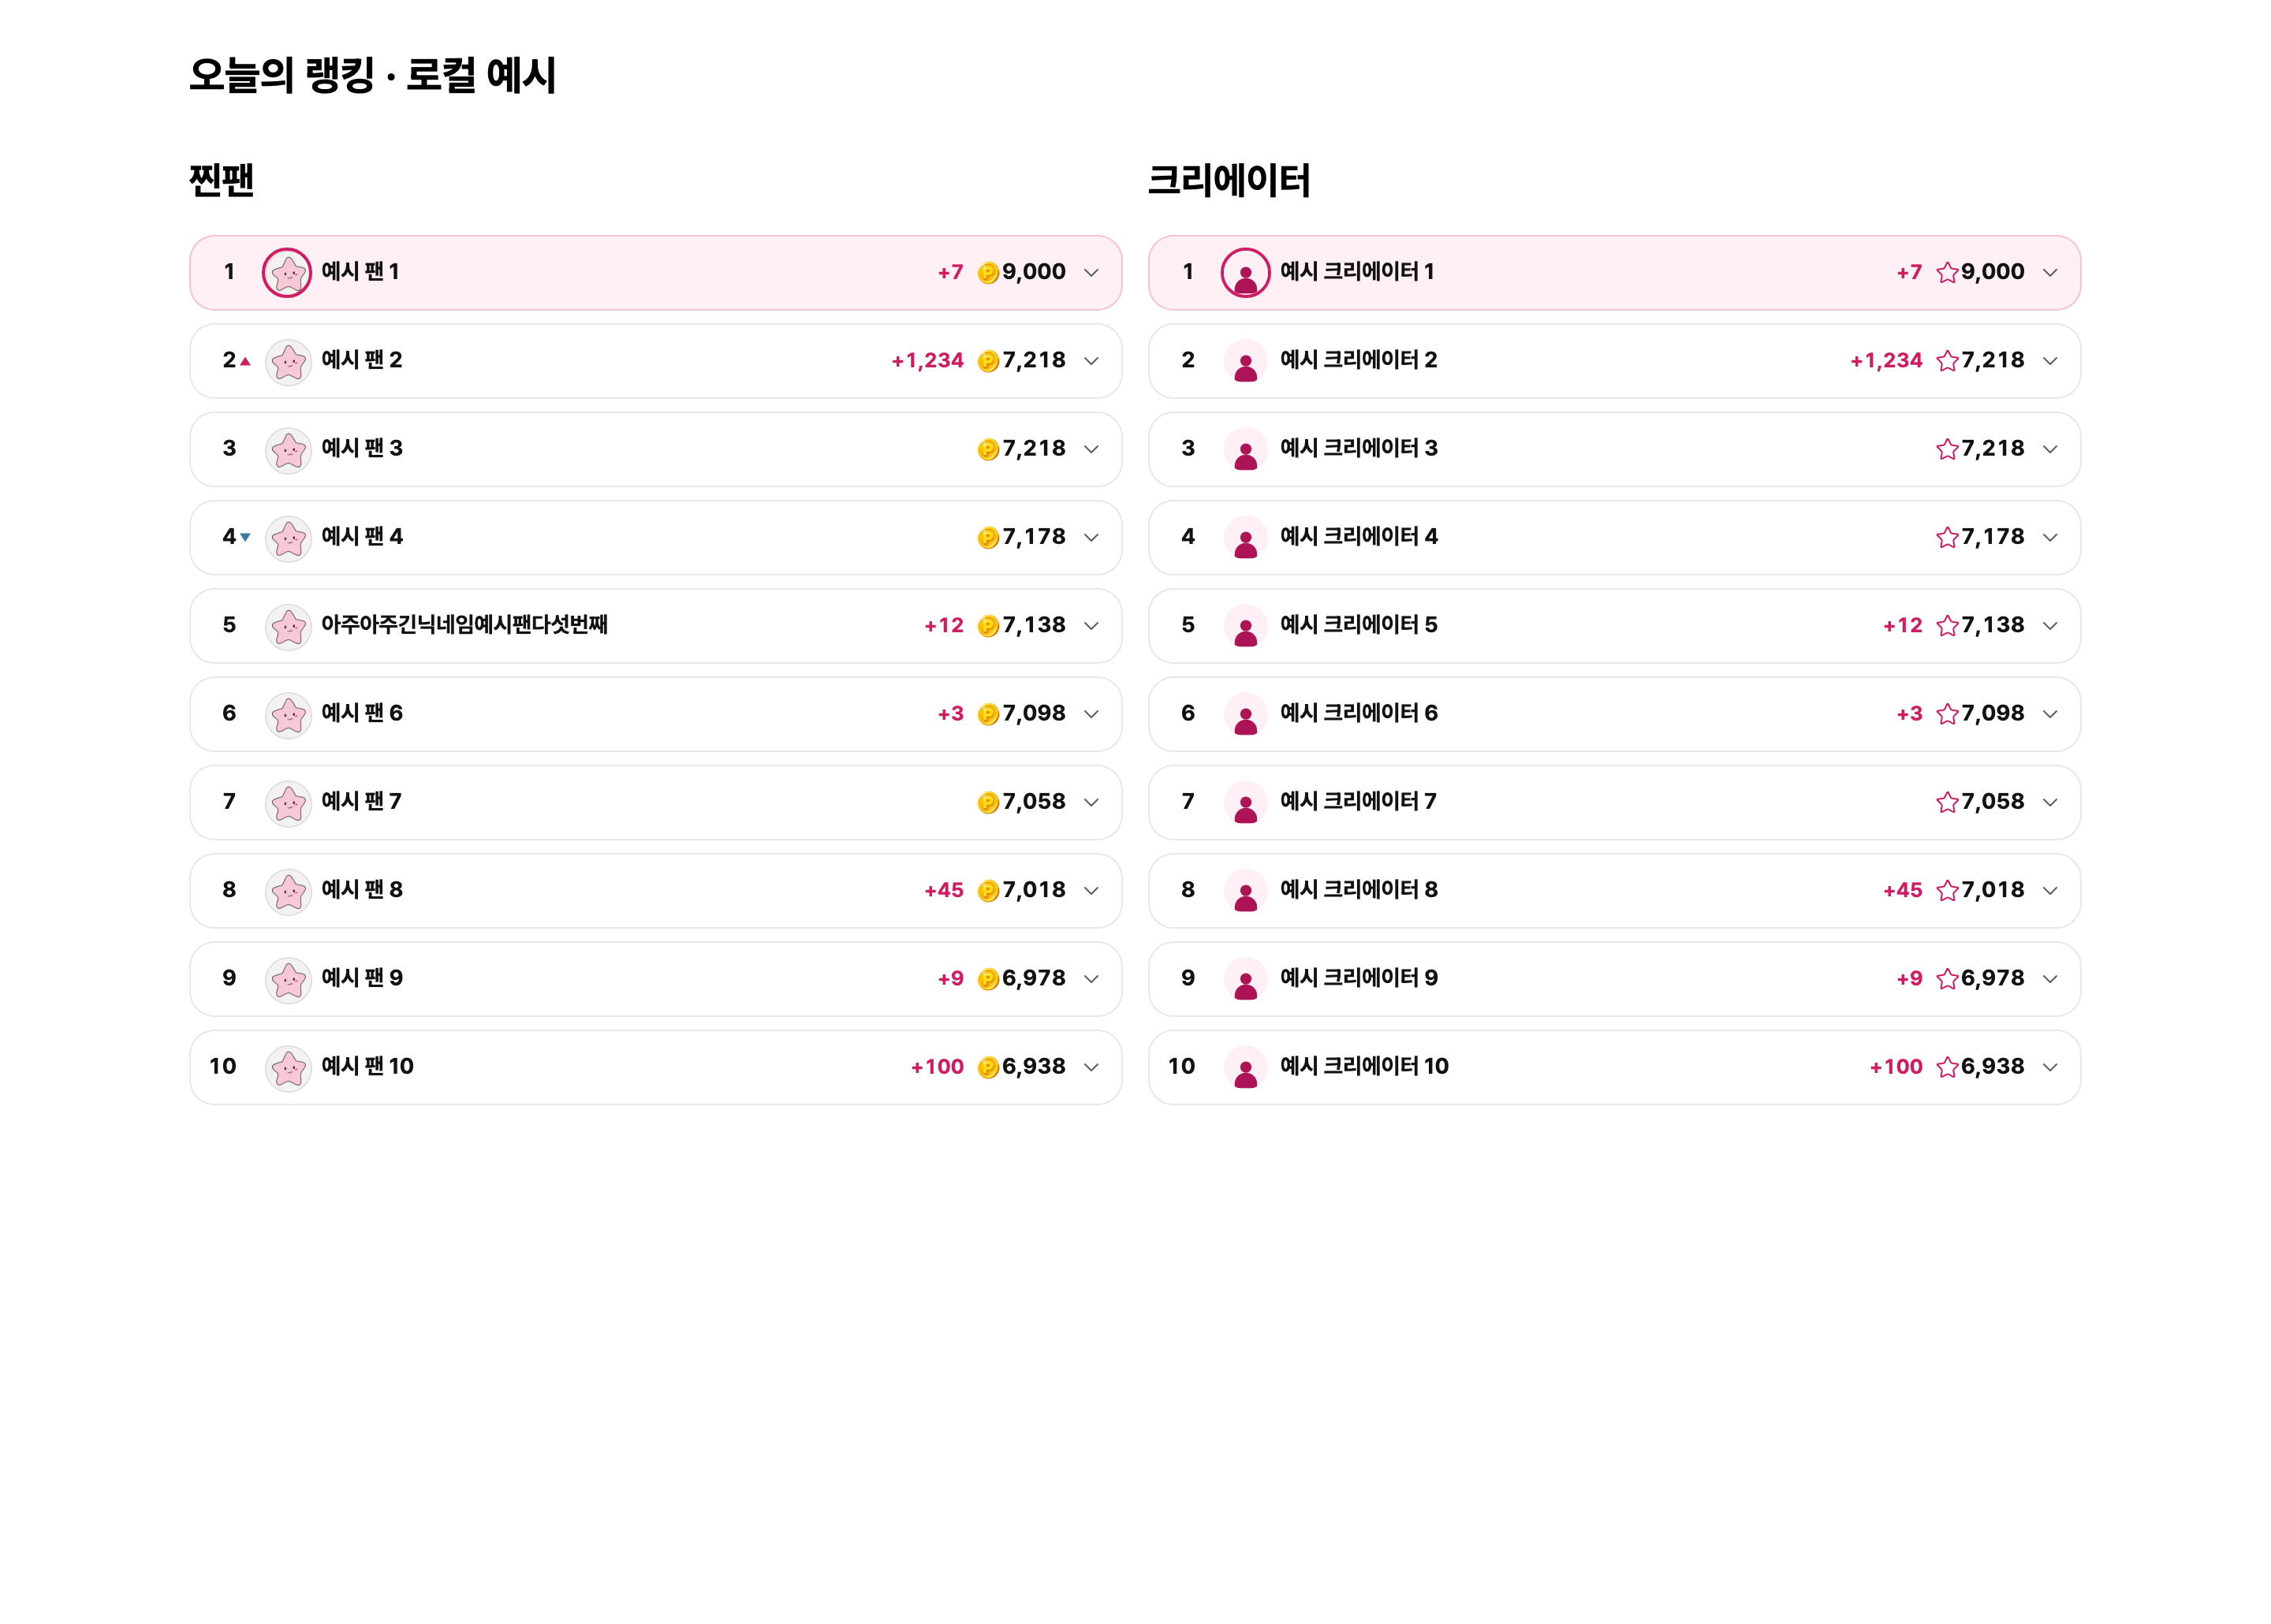 오늘의 랭킹 · 로컬 예시
찐팬
1 예시 팬 1 +7 9,000
2 예시 팬 2 +1,234 7,218
3 예시 팬 3 7,218
4 예시 팬 4 7,178
5 아주아주긴닉네임예시팬다섯번째 +12 7,138
6 예시 팬 6 +3 7,098
7 예시 팬 7 7,058
8 예시 팬 8 +45 7,018
9 예시 팬 9 +9 6,978
10 예시 팬 10 +100 6,938
크리에이터
1 예시 크리에이터 1 +7 9,000
2 예시 크리에이터 2 +1,234 7,218
3 예시 크리에이터 3 7,218
4 예시 크리에이터 4 7,178
5 예시 크리에이터 5 +12 7,138
6 예시 크리에이터 6 +3 7,098
7 예시 크리에이터 7 7,058
8 예시 크리에이터 8 +45 7,018
9 예시 크리에이터 9 +9 6,978
10 예시 크리에이터 10 +100 6,938